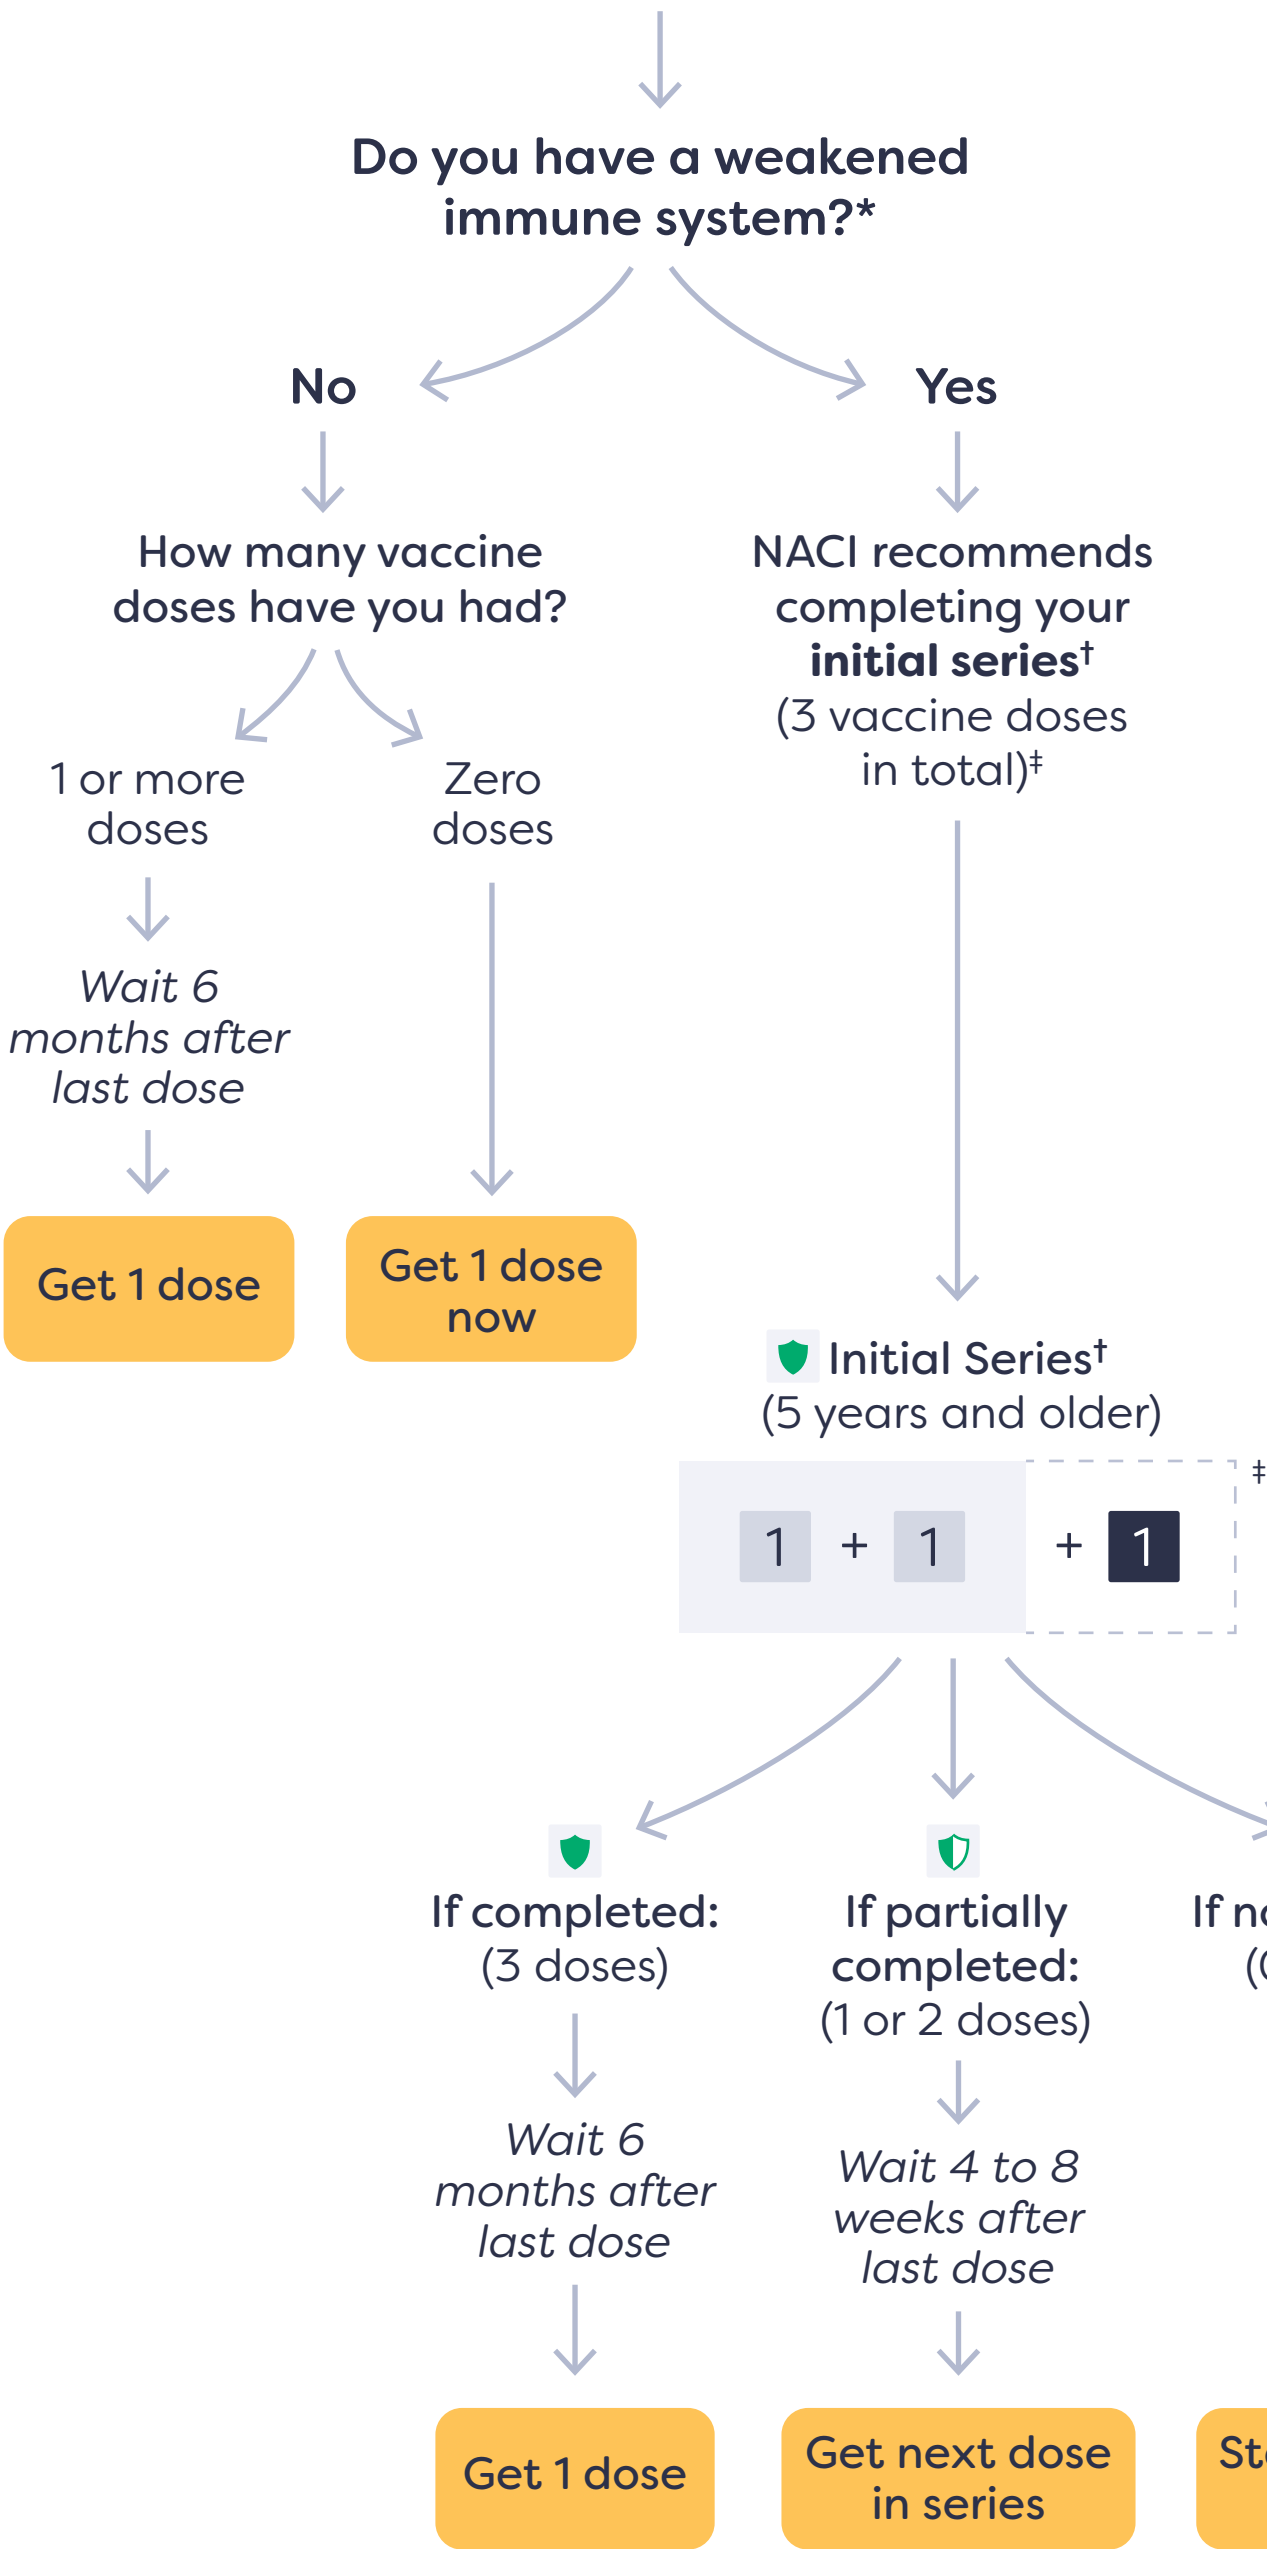 Do you have a weakened
immune system?*
No
Yes
How many vaccine
doses have you had?
1 or more
doses
Zero
doses
Wait 6
months after
last dose
Get 1 dose
Get 1 dose
now
NACI recommends
completing your
initial series†
(3 vaccine doses
in total)‡
Initial Series†
(5 years and older)
1 + 1 + 1 ‡
If completed:
(3 doses)
Wait 6
months after
last dose
Get 1 dose
If partially
completed:
(1 or 2 doses)
Wait 4 to 8
weeks after
last dose
Get next dose
in series
If